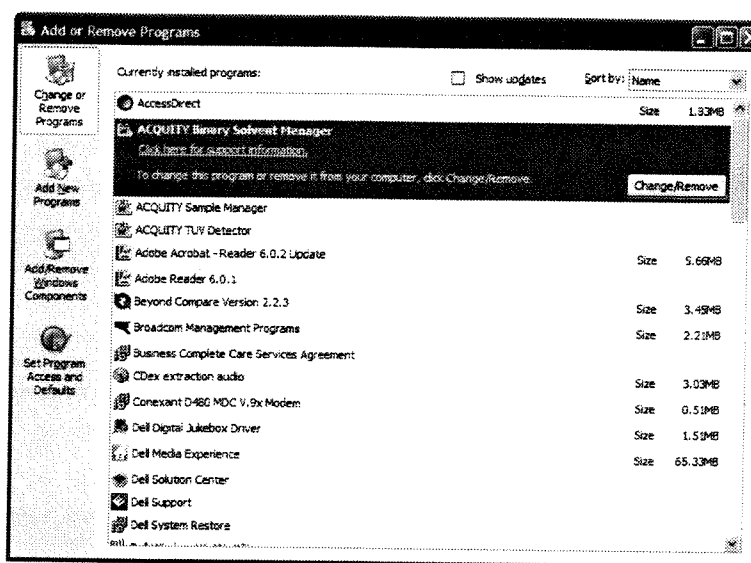 Add or Remove Programs
Change or
Remove
Programs
Add New
Programs
Add/Remove
Windows
Components
Set Program
Access and
Defaults
Currently installed programs:
Show updates
Sort by: Name
AccessDirect Size 1.93MB
ACQUITY Binary Solvent Manager
Click here for support information.
To change this program or remove it from your computer, click Change/Remove.
Change/Remove
ACQUITY Sample Manager
ACQUITY TUV Detector
Adobe Acrobat - Reader 6.0.2 Update Size 5.66MB
Adobe Reader 6.0.1
Beyond Compare Version 2.2.3 Size 3.45MB
Broadcom Management Programs Size 2.21MB
Business Complete Care Services Agreement
CDex extraction audio Size 3.03MB
Conexant D480 MDC V.9x Modem Size 0.51MB
Dell Digital Jukebox Driver Size 1.51MB
Dell Media Experience Size 65.33MB
Dell Solution Center
Dell Support
Dell System Restore